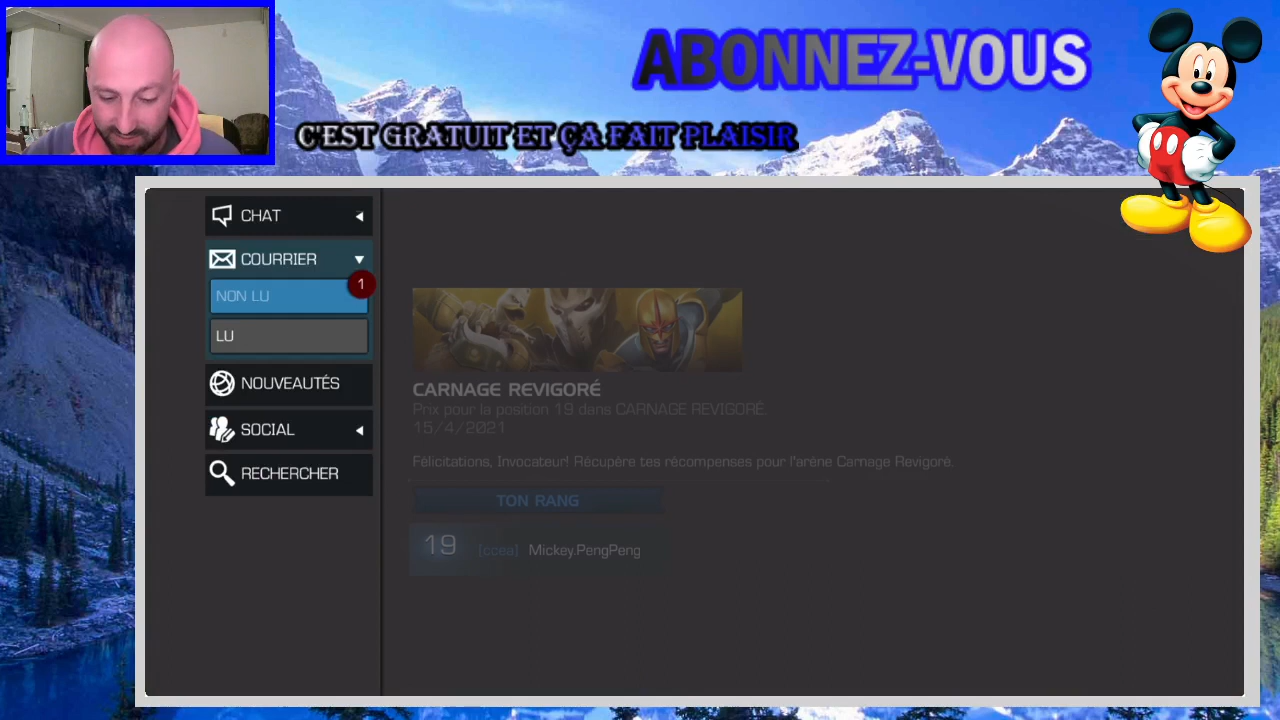 ABONNEZ-VOUS
C'EST GRATUIT ET ÇA FAIT PLAISIR
CHAT
COURRIER
1
NON LU
LU
NOUVEAUTÉS
SOCIAL
RECHERCHER
CARNAGE REVIGORÉ
Prix pour la position 19 dans CARNAGE REVIGORÉ.
15/4/2021
Félicitations, Invocateur! Récupère tes récompenses pour l'arène Carnage Revigoré.
TON RANG
19 [ccea] Mickey.PengPeng